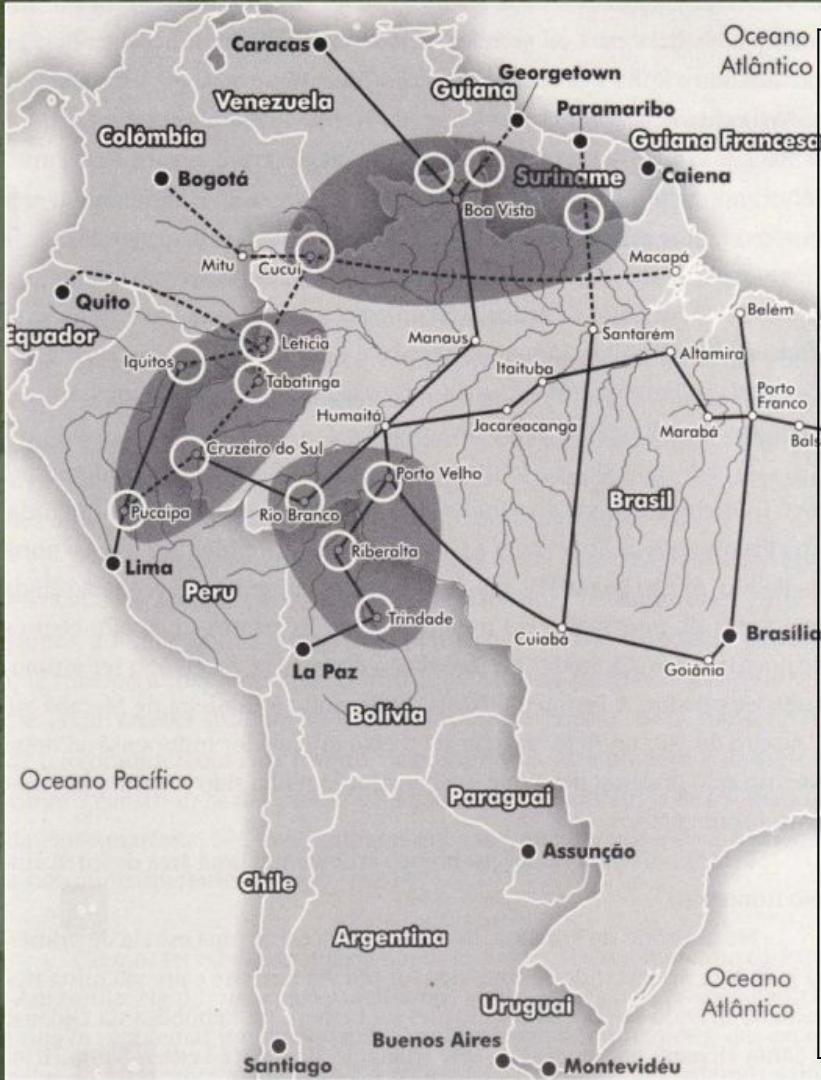 Oceano
Atlântico
Caracas
Georgetown
Venezuela
Guiana
Paramaribo
Colômbia
Guiana Francesa
Bogotá
Suriname
Caiena
Boa Vista
Mitu
Cucuí
Macapá
Quito
Belém
Equador
Letícia
Manaus
Santarém
Iquitos
Itaituba
Altamira
Tabatinga
Humaitá
Porto
Franco
Jacareacanga
Marabá
Bals
Cruzeiro do Sul
Porto Velho
Brasil
Pucaipa
Rio Branco
Riberalta
Lima
Peru
Trindade
Cuiabá
Brasília
La Paz
Goiânia
Bolívia
Oceano Pacífico
Paraguai
Assunção
Chile
Argentina
Oceano
Atlântico
Uruguai
Buenos Aires
Santiago
Montevidéu